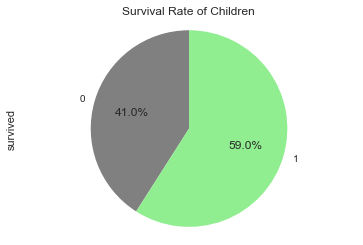 Survival Rate of Children
0
41.0%
survived
59.0%
1